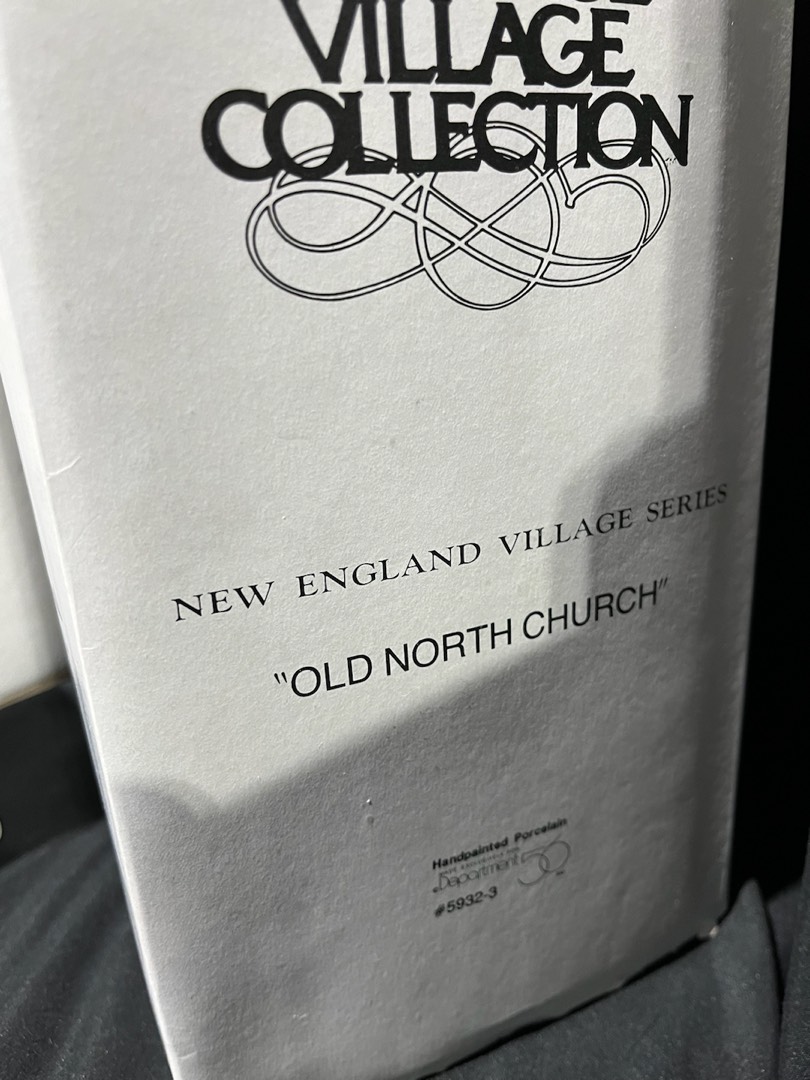 VILLAGE
COLLECTION
NEW ENGLAND VILLAGE SERIES
"OLD NORTH CHURCH"
Handpainted Porcelain
Department 56
#5932-3